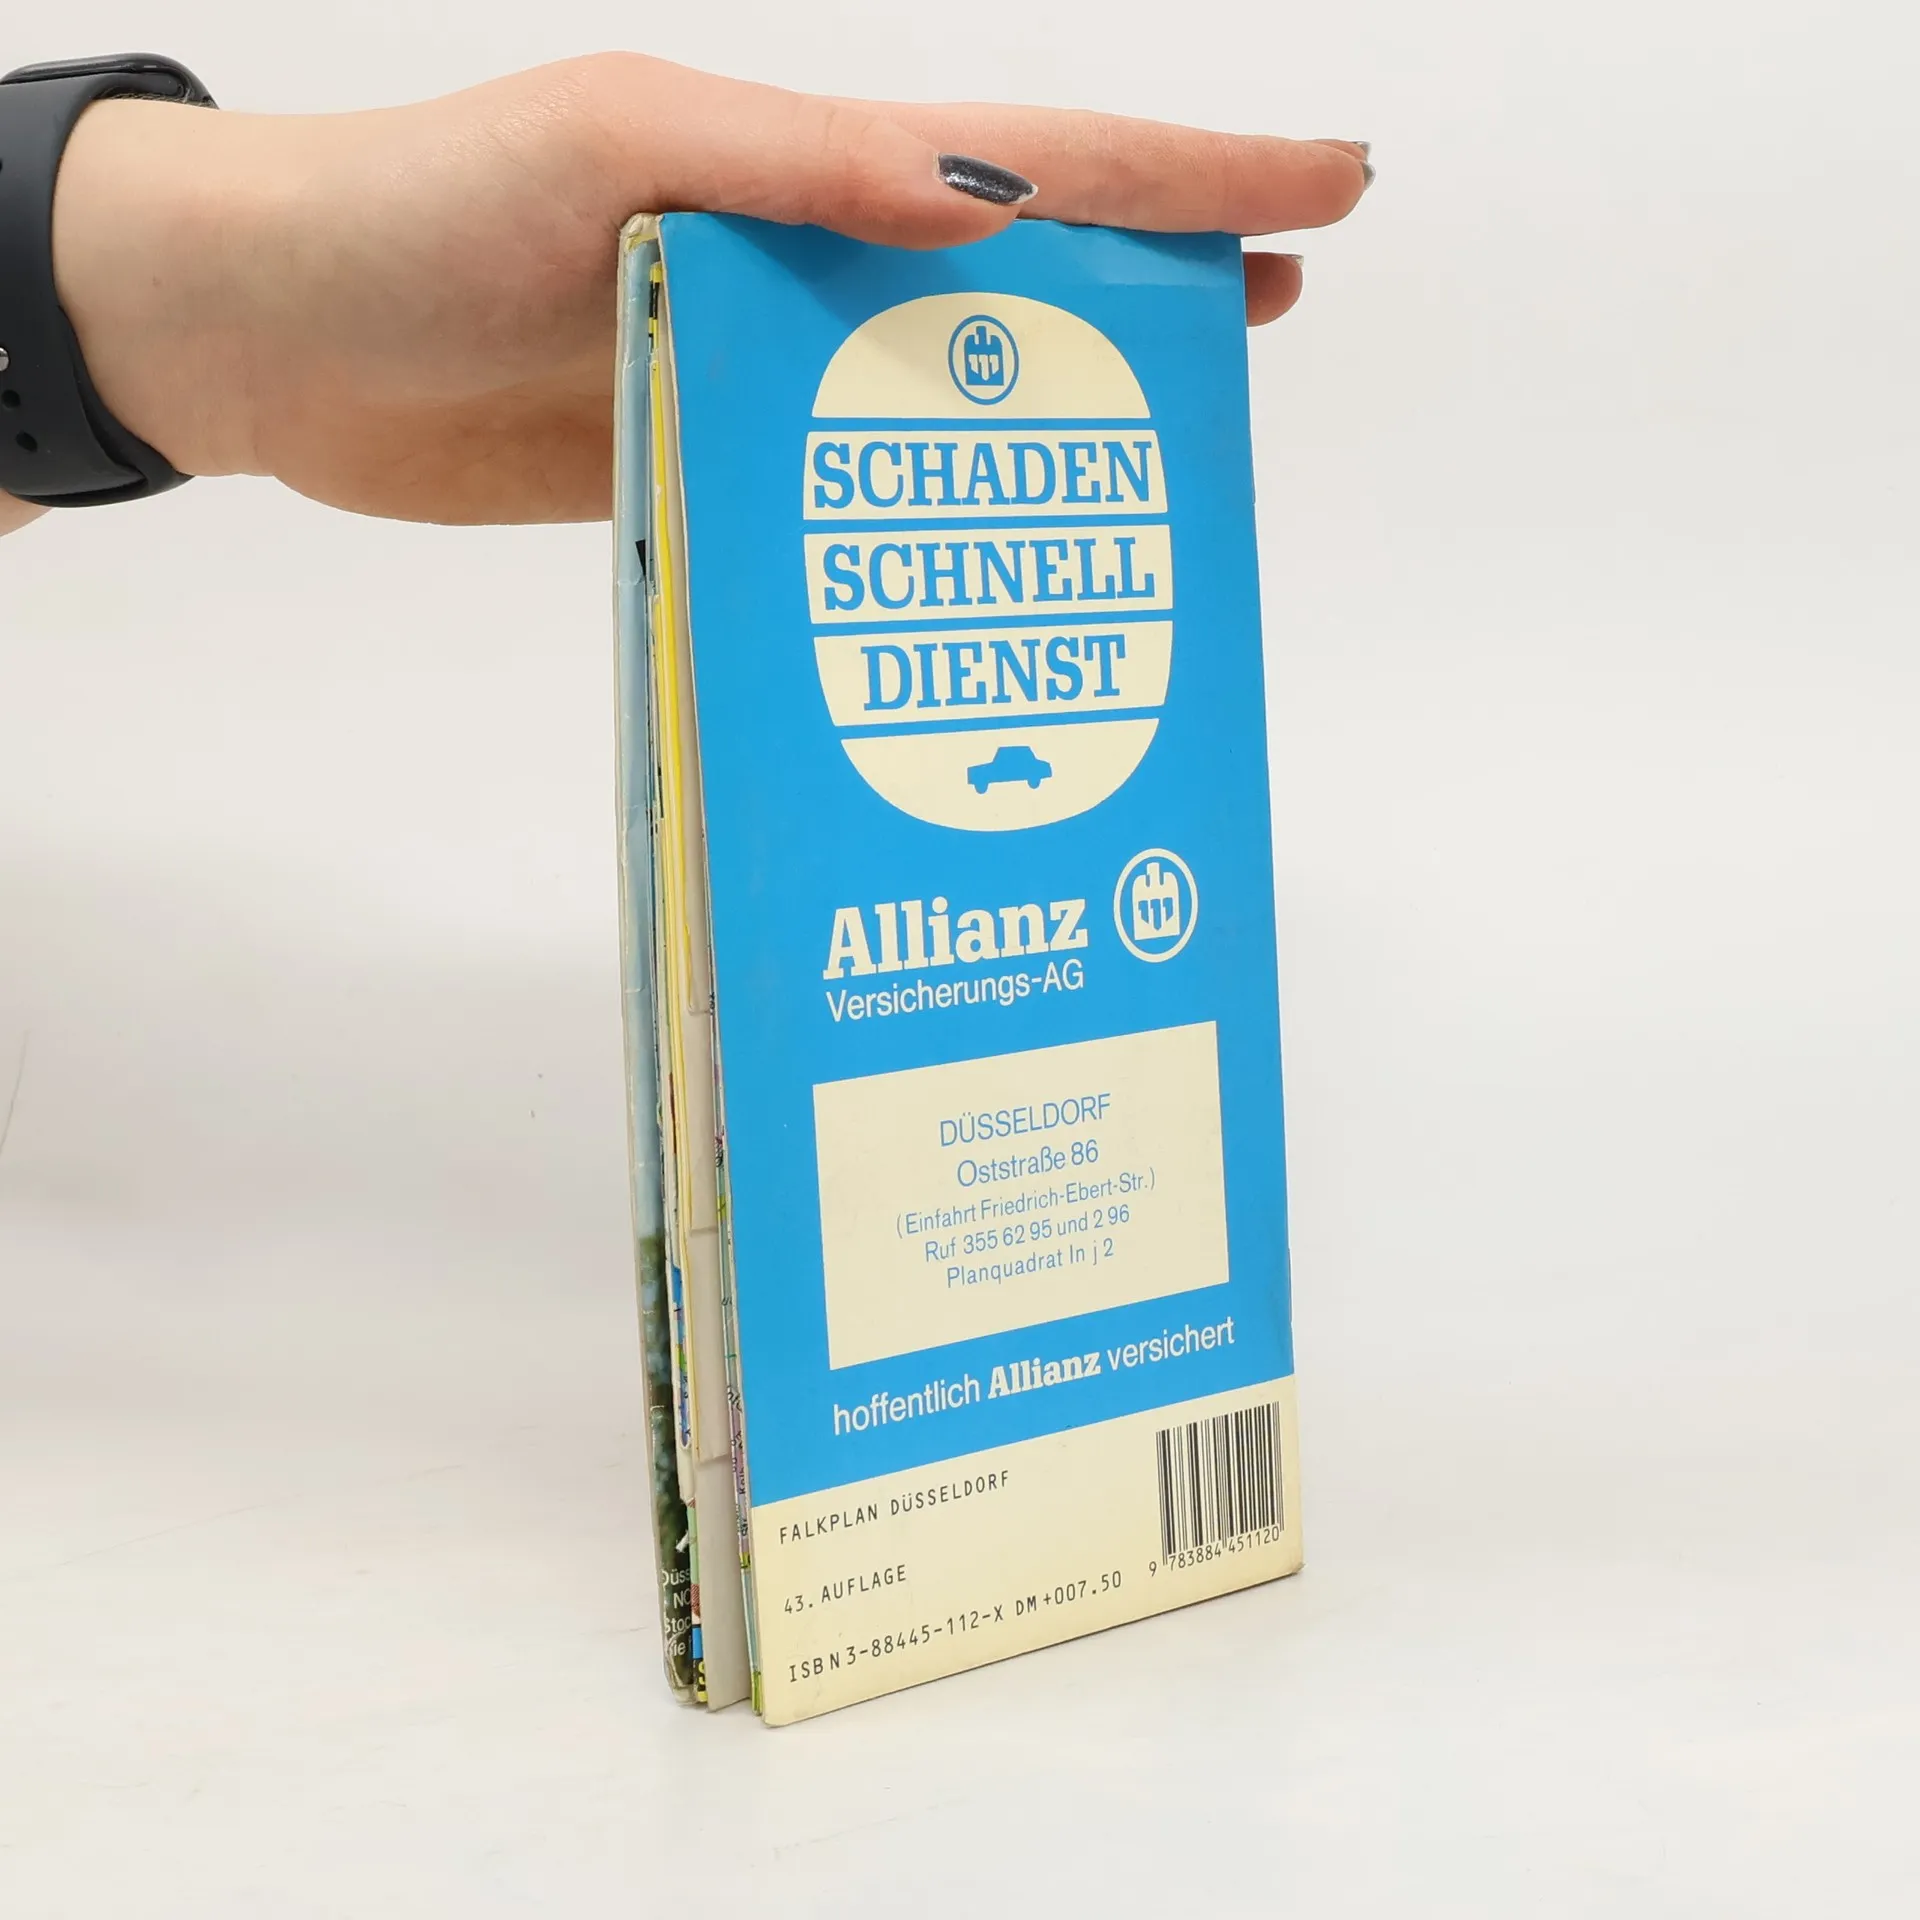 SCHADEN
SCHNELL
DIENST
Allianz
Versicherungs-AG
DÜSSELDORF
Oststraße 86
(Einfahrt Friedrich-Ebert-Str.)
Ruf 355 62 95 und 2 96
Planquadrat In j 2
hoffentlich Allianz versichert
FALKPLAN DÜSSELDORF
43. AUFLAGE
ISBN 3-88445-112-X DM +007.50
9 783884 451120